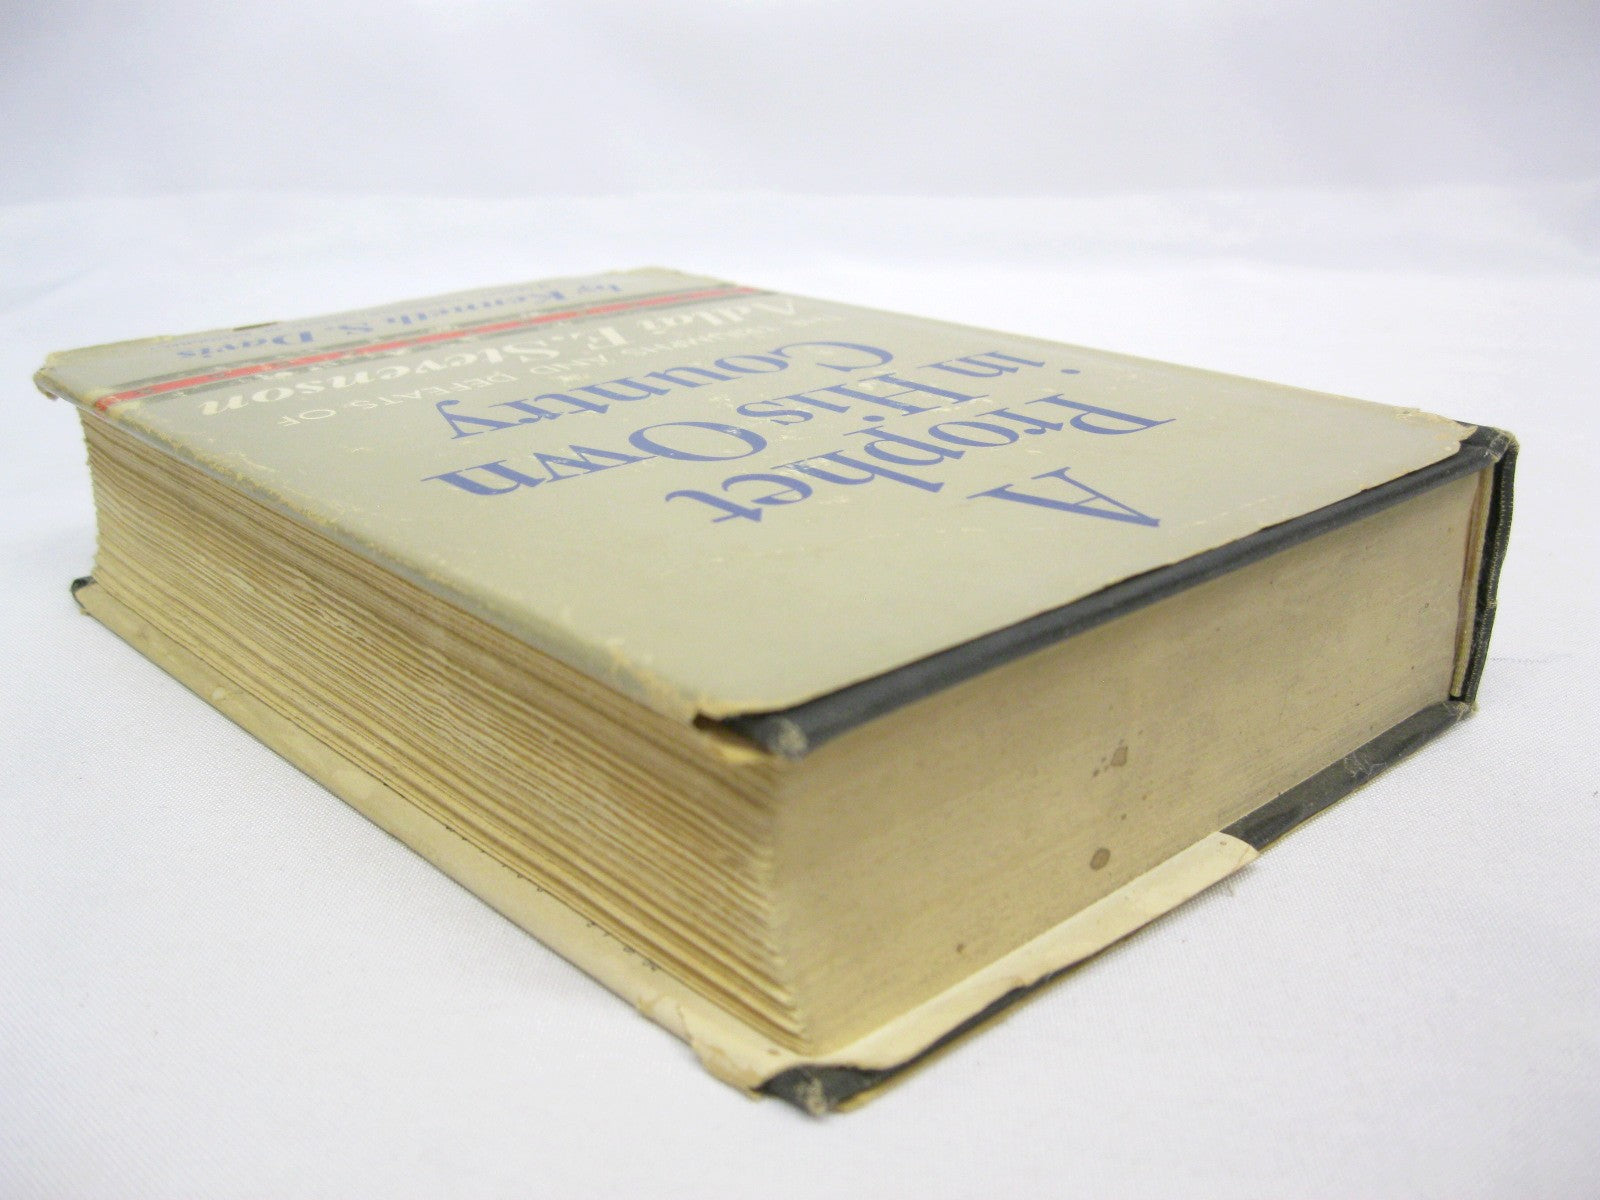 A
Prophet
in His Own
Country
THE TRIUMPHS AND DEFEATS OF
Adlai E. Stevenson
by Kenneth S. Davis